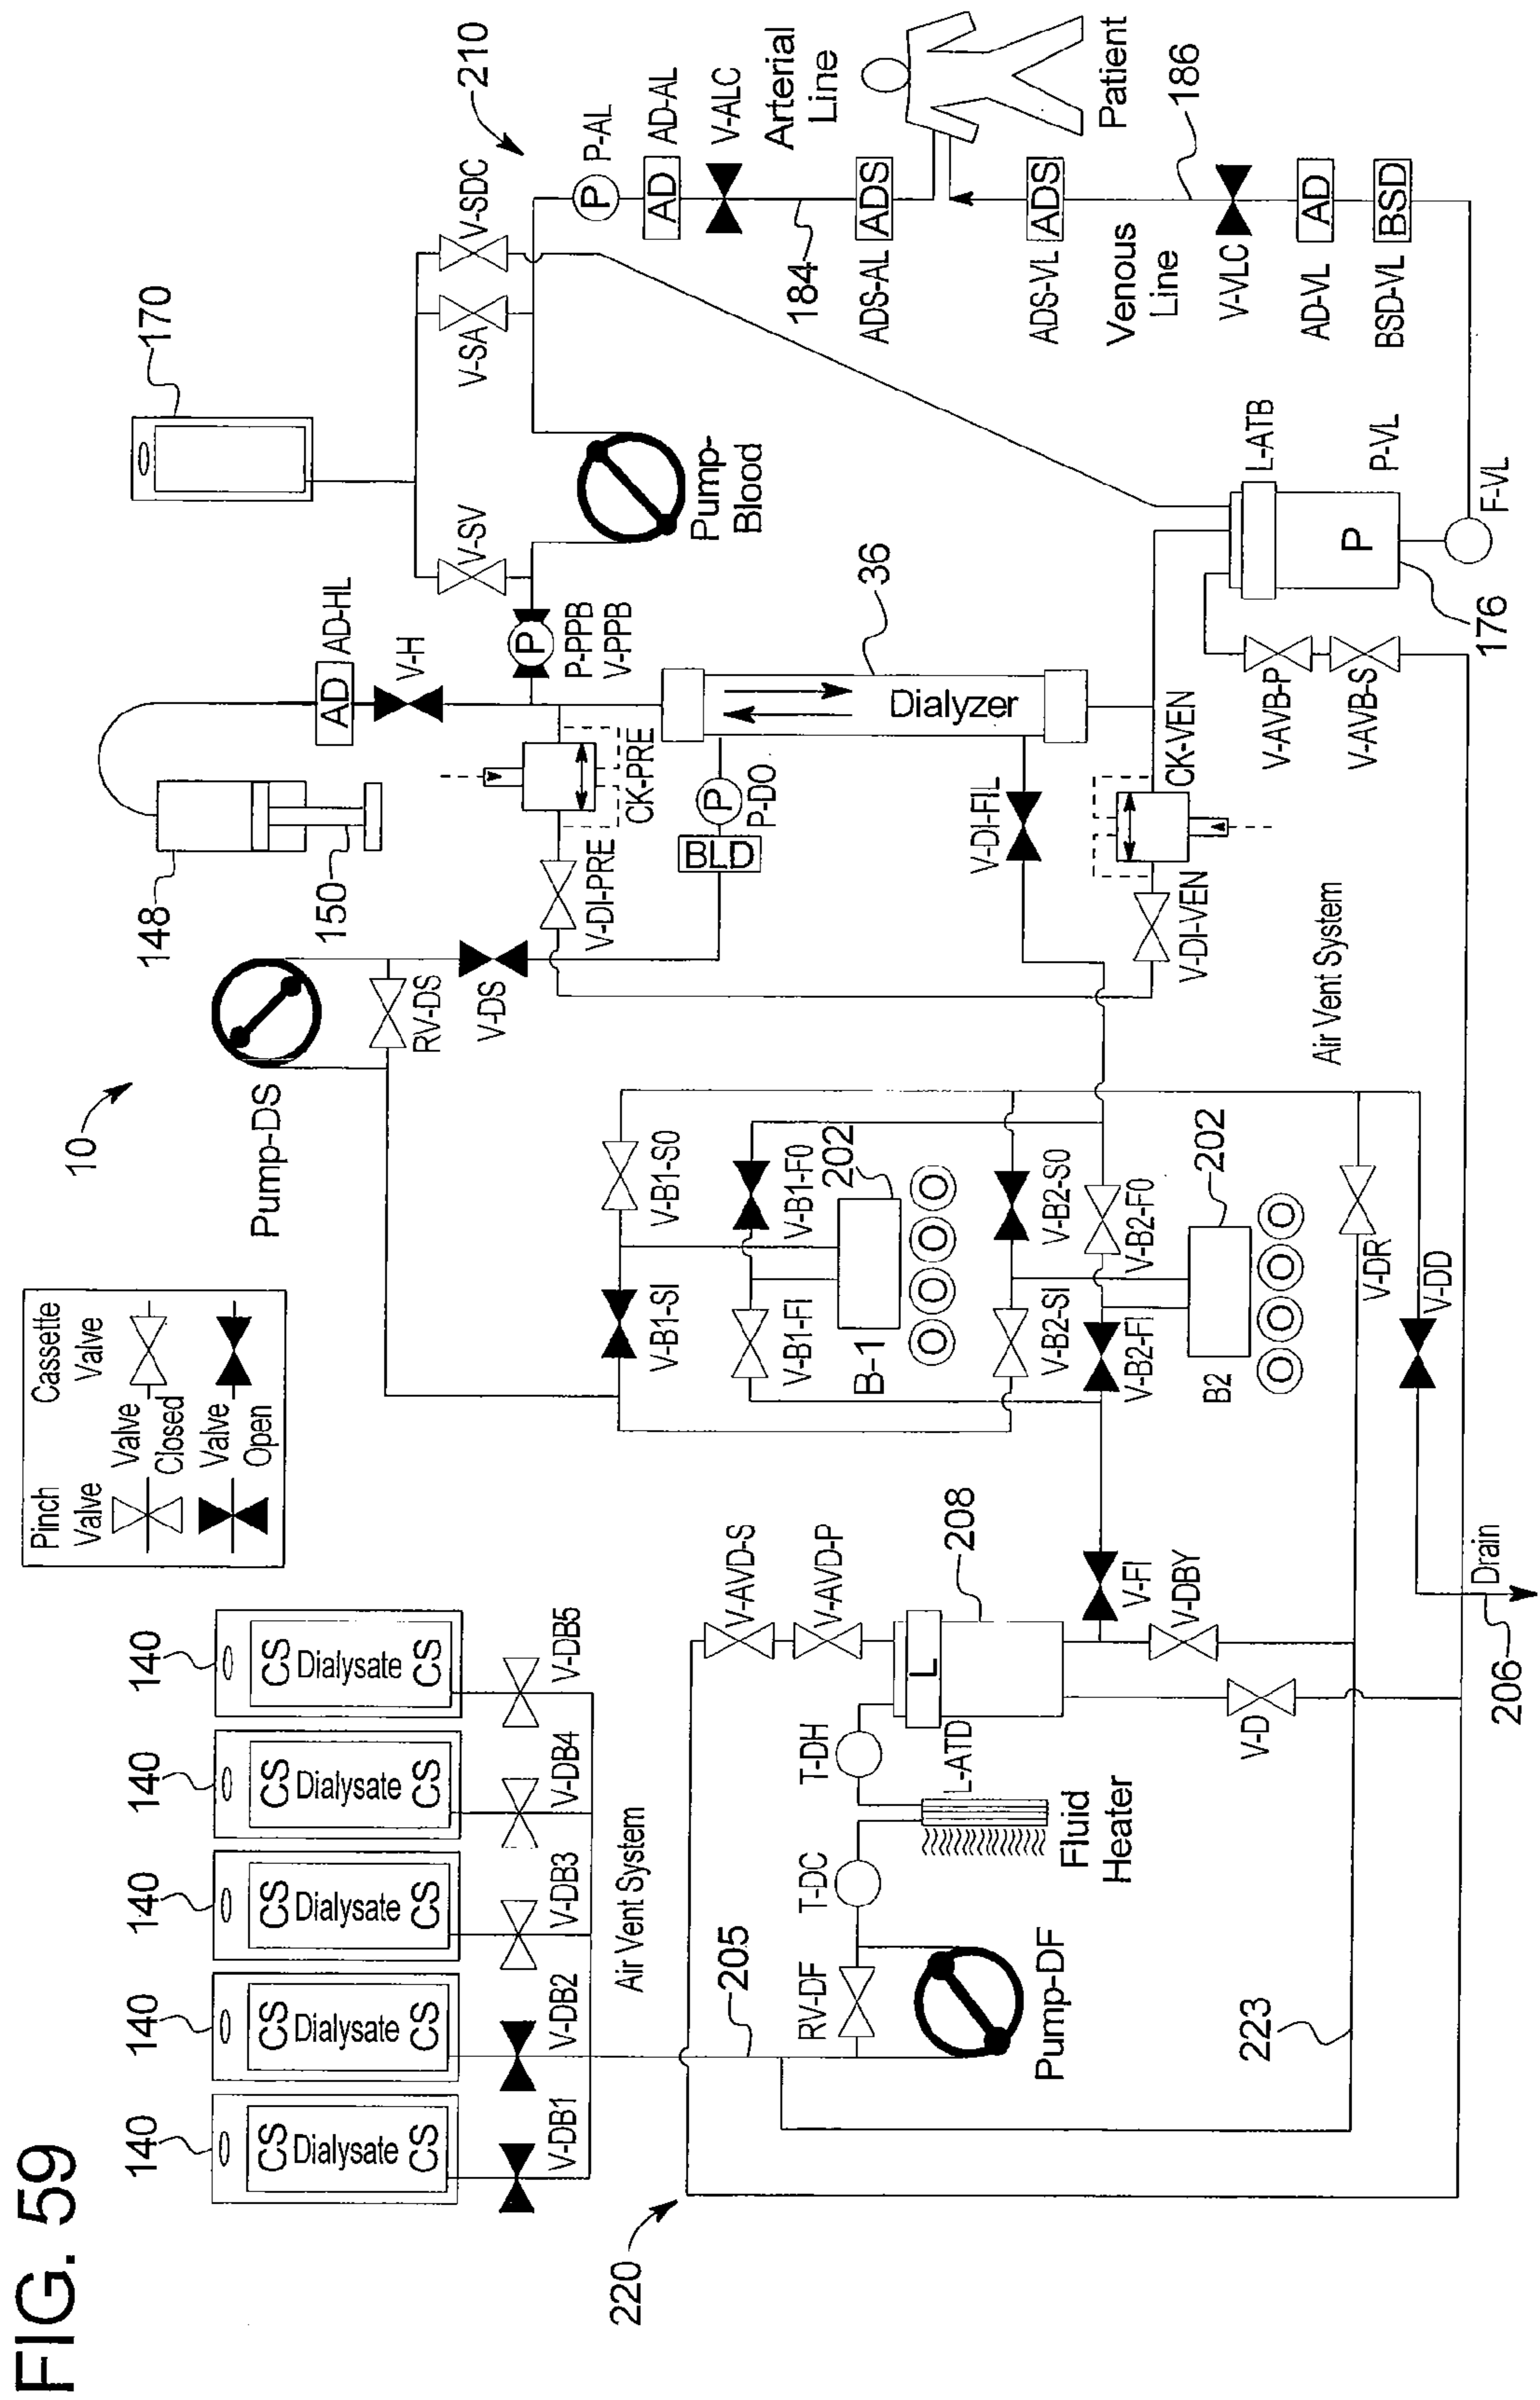 FIG. 59
Pinch
Valve
Cassette
Valve
Valve
Closed
Valve
Open
10
140
CS
Dialysate
CS
140
CS
Dialysate
CS
140
CS
Dialysate
CS
140
CS
Dialysate
CS
140
CS
Dialysate
CS
V-DB1
V-DB2
V-DB3
V-DB4
V-DB5
Air Vent System
220
205
V-AVD-S
V-AVD-P
RV-DF
T-DC
T-DH
L
208
L-ATD
Pump-DF
Fluid
Heater
V-FI
V-DBY
V-D
223
206
Drain
Pump-DS
RV-DS
V-DS
V-B1-SI
V-B1-S0
V-B1-FI
V-B1-F0
202
B-1
V-B2-SI
V-B2-S0
V-B2-FI
V-B2-F0
202
B2
V-DR
V-DD
Air Vent System
148
150
AD
AD-HL
V-H
P
P-PPB
V-PPB
CK-PRE
V-DI-PRE
BLD
P
P-DO
Dialyzer
36
V-DI-FIL
CK-VEN
V-DI-VEN
V-AVB-P
V-AVB-S
170
V-SV
V-SA
V-SDC
210
Pump-
Blood
P
P-AL
AD
AD-AL
V-ALC
Arterial
Line
184
ADS
ADS-AL
Patient
ADS
ADS-VL
Venous
Line
186
V-VLC
AD
AD-VL
BSD
BSD-VL
L-ATB
P
P-VL
176
F-VL